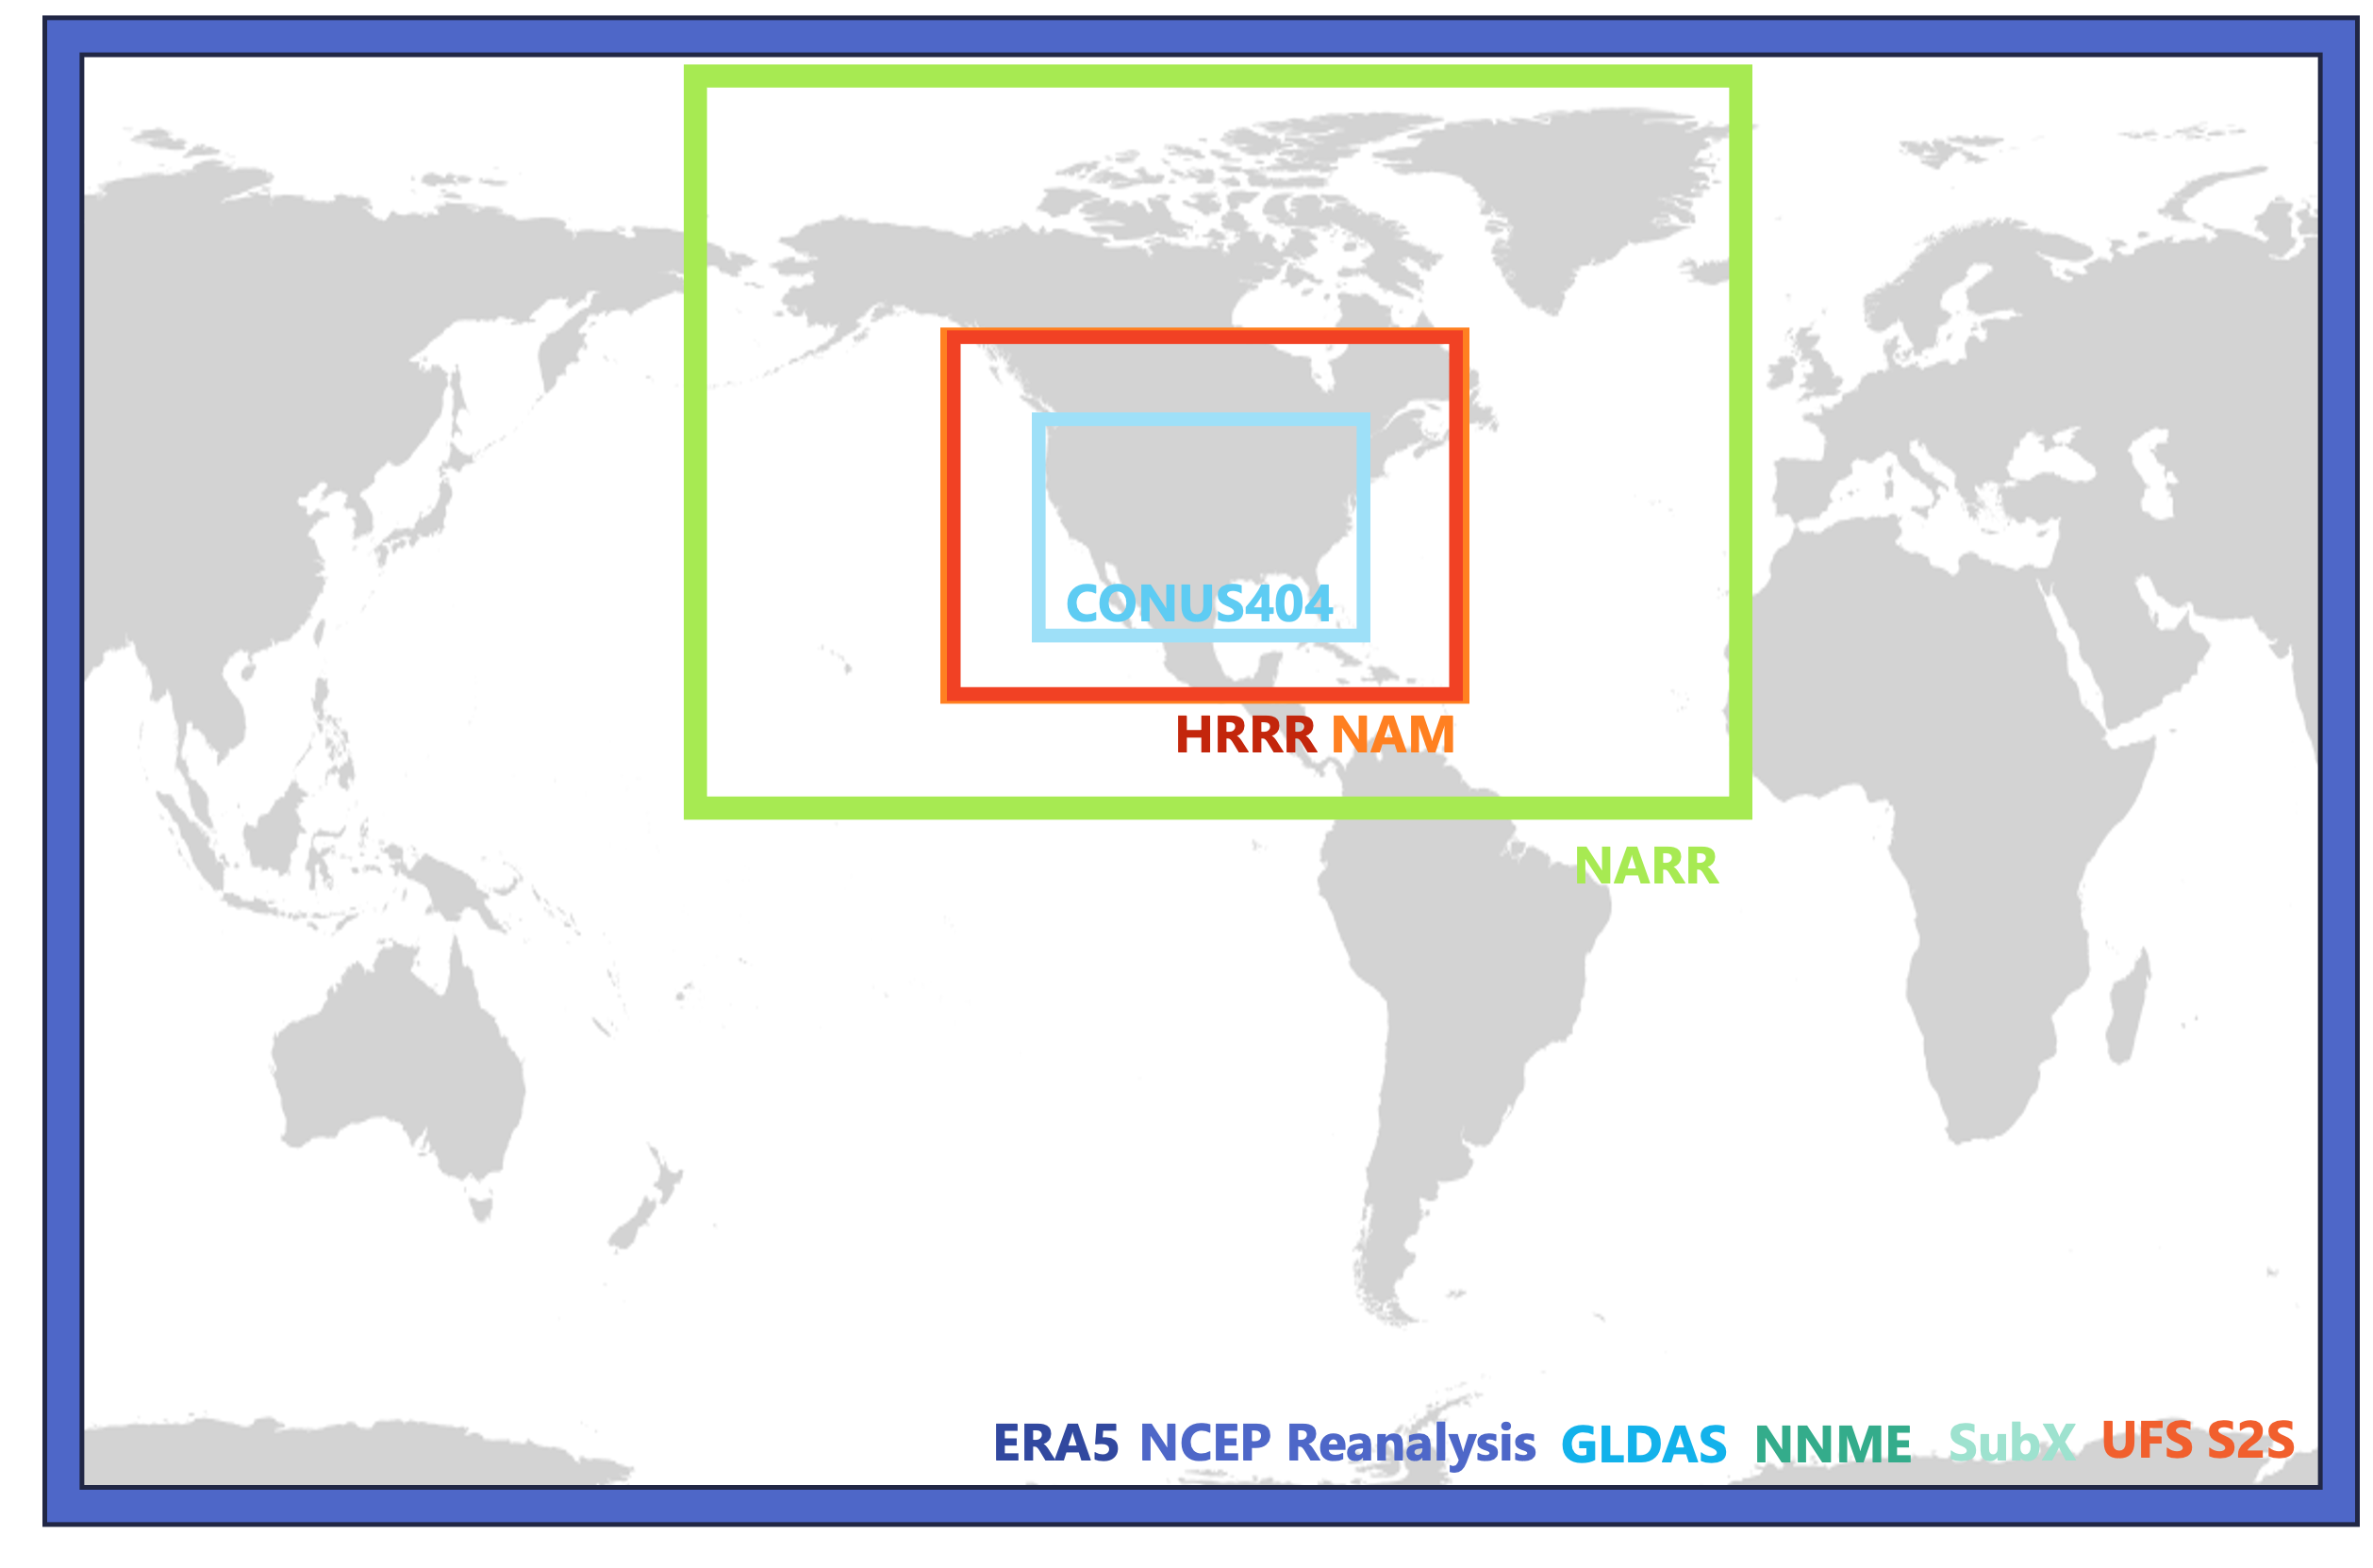 CONUS404
HRRR NAM
NARR
ERA5 NCEP Reanalysis GLDAS NNME SubX UFS S2S